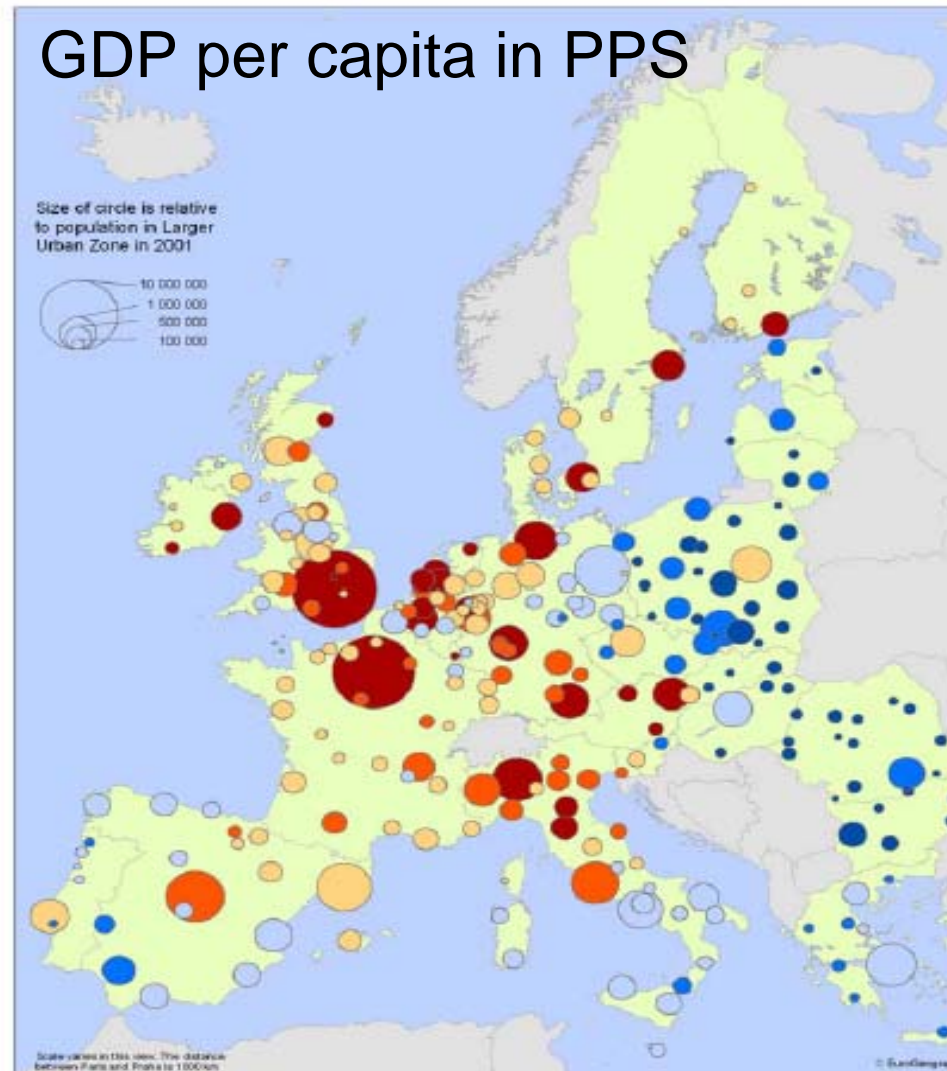 GDP per capita in PPS
Size of circle is relative
to population in Larger
Urban Zone in 2001
10 000 000
1 000 000
500 000
100 000
Scale varies in this view. The distance
between Paris and Praha is 1000 km